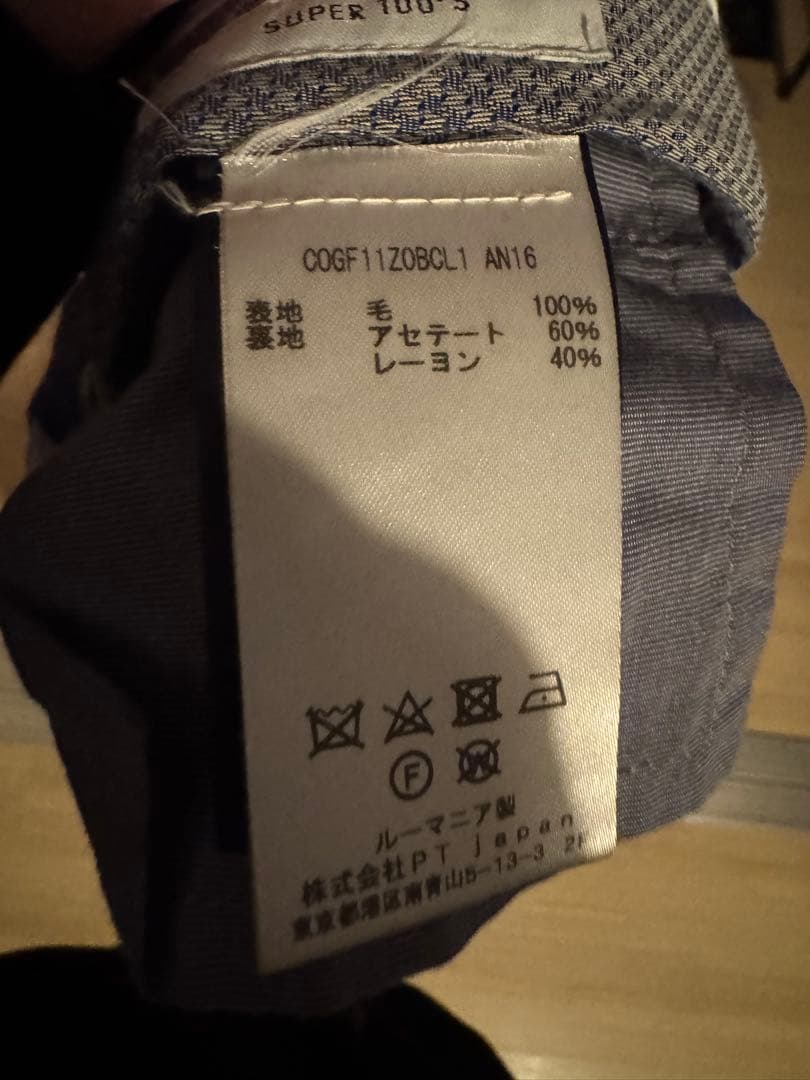 SUPER 100'S
COGF11Z0BCL1 AN16
表地 毛 100%
裏地 アセテート 60%
レーヨン 40%
F W
ルーマニア製
株式会社PT japan
東京都港区南青山5-13-3 2F